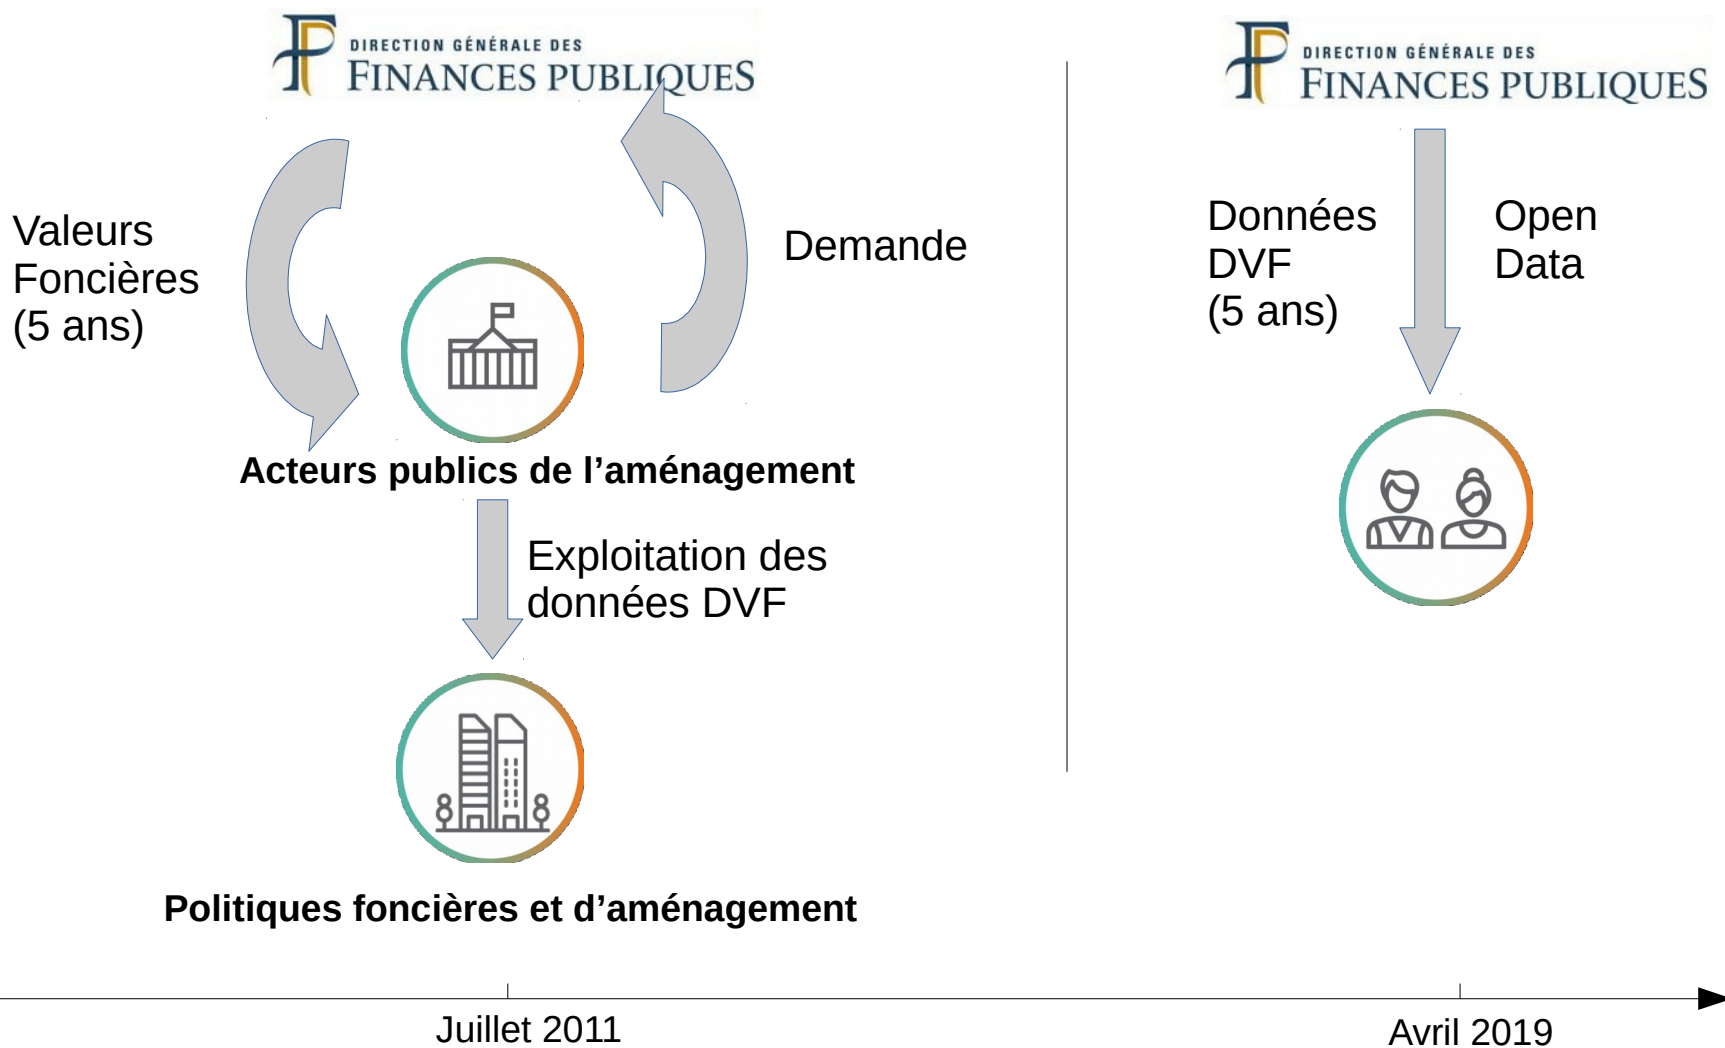 DIRECTION GÉNÉRALE DES
FINANCES PUBLIQUES
Valeurs
Foncières
(5 ans)
Demande
Acteurs publics de l’aménagement
Exploitation des
données DVF
Politiques foncières et d’aménagement
Juillet 2011
DIRECTION GÉNÉRALE DES
FINANCES PUBLIQUES
Données
DVF
(5 ans)
Open
Data
Avril 2019